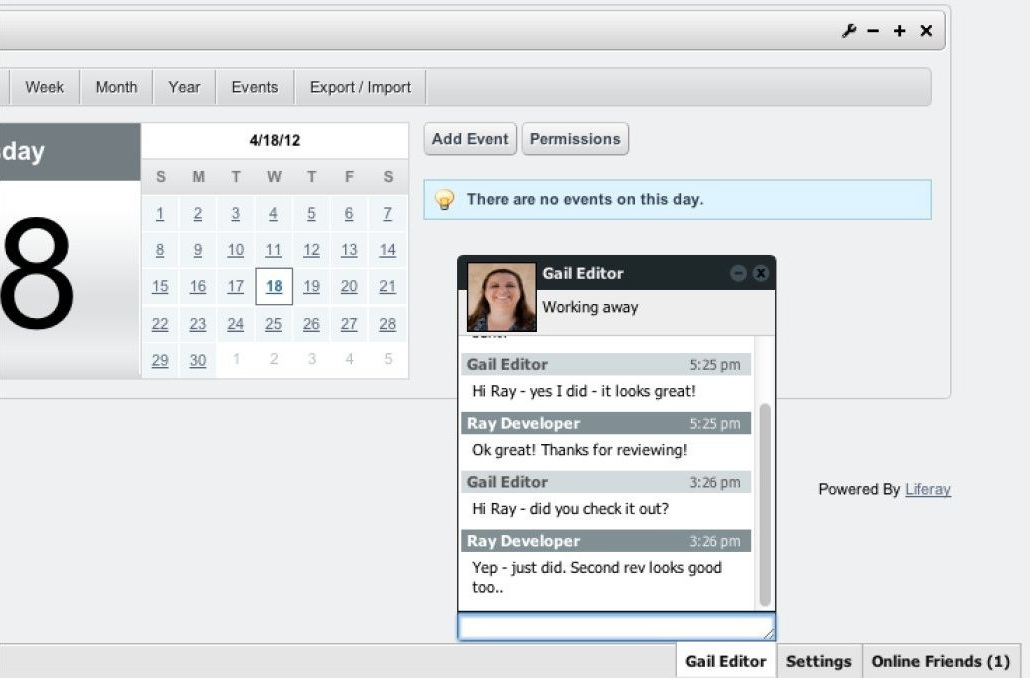 Week Month Year Events Export / Import
day
8
4/18/12
S M T W T F S
1 2 3 4 5 6 7
8 9 10 11 12 13 14
15 16 17 18 19 20 21
22 23 24 25 26 27 28
29 30 1 2 3 4 5
Add Event Permissions
There are no events on this day.
Gail Editor
Working away
Gail Editor 5:25 pm
Hi Ray - yes I did - it looks great!
Ray Developer 5:25 pm
Ok great! Thanks for reviewing!
Gail Editor 3:26 pm
Hi Ray - did you check it out?
Ray Developer 3:26 pm
Yep - just did. Second rev looks good
too..
Powered By Liferay
Gail Editor Settings Online Friends (1)